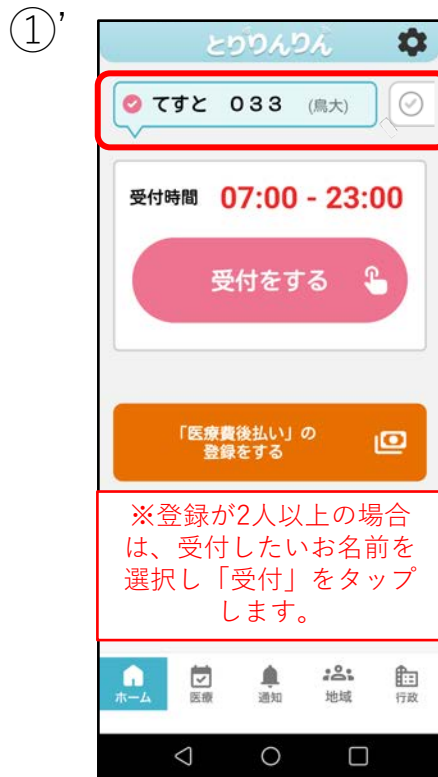 ①’
とりりんりん
てすと　０３３　(鳥大)
受付時間 07:00 - 23:00
受付をする
「医療費後払い」の
登録をする
※登録が2人以上の場合
は、受付したいお名前を
選択し「受付」をタップ
します。
ホーム 医療 通知 地域 行政